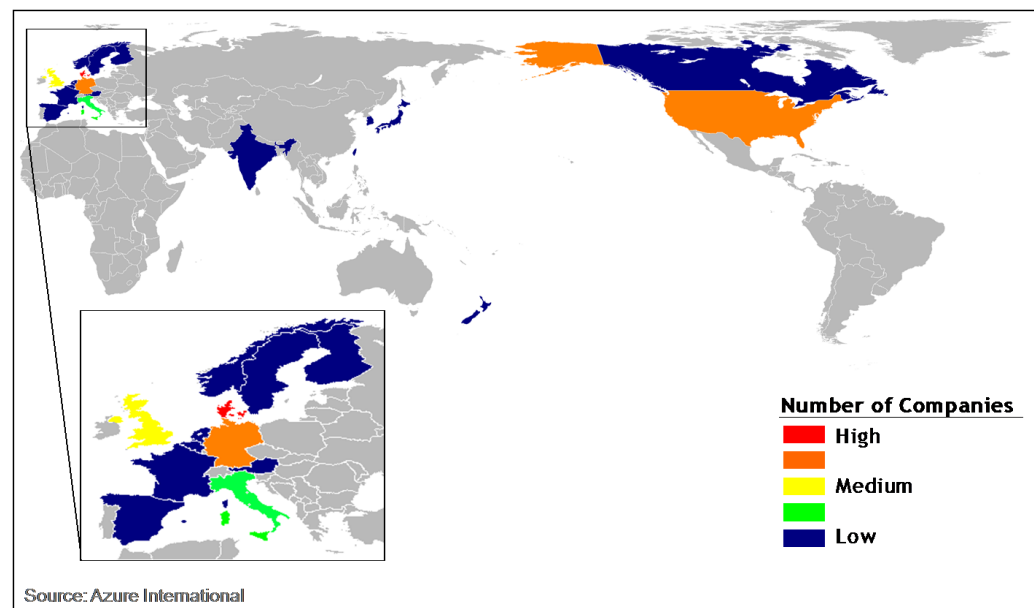 Number of Companies
High
Medium
Low
Source: Azure International